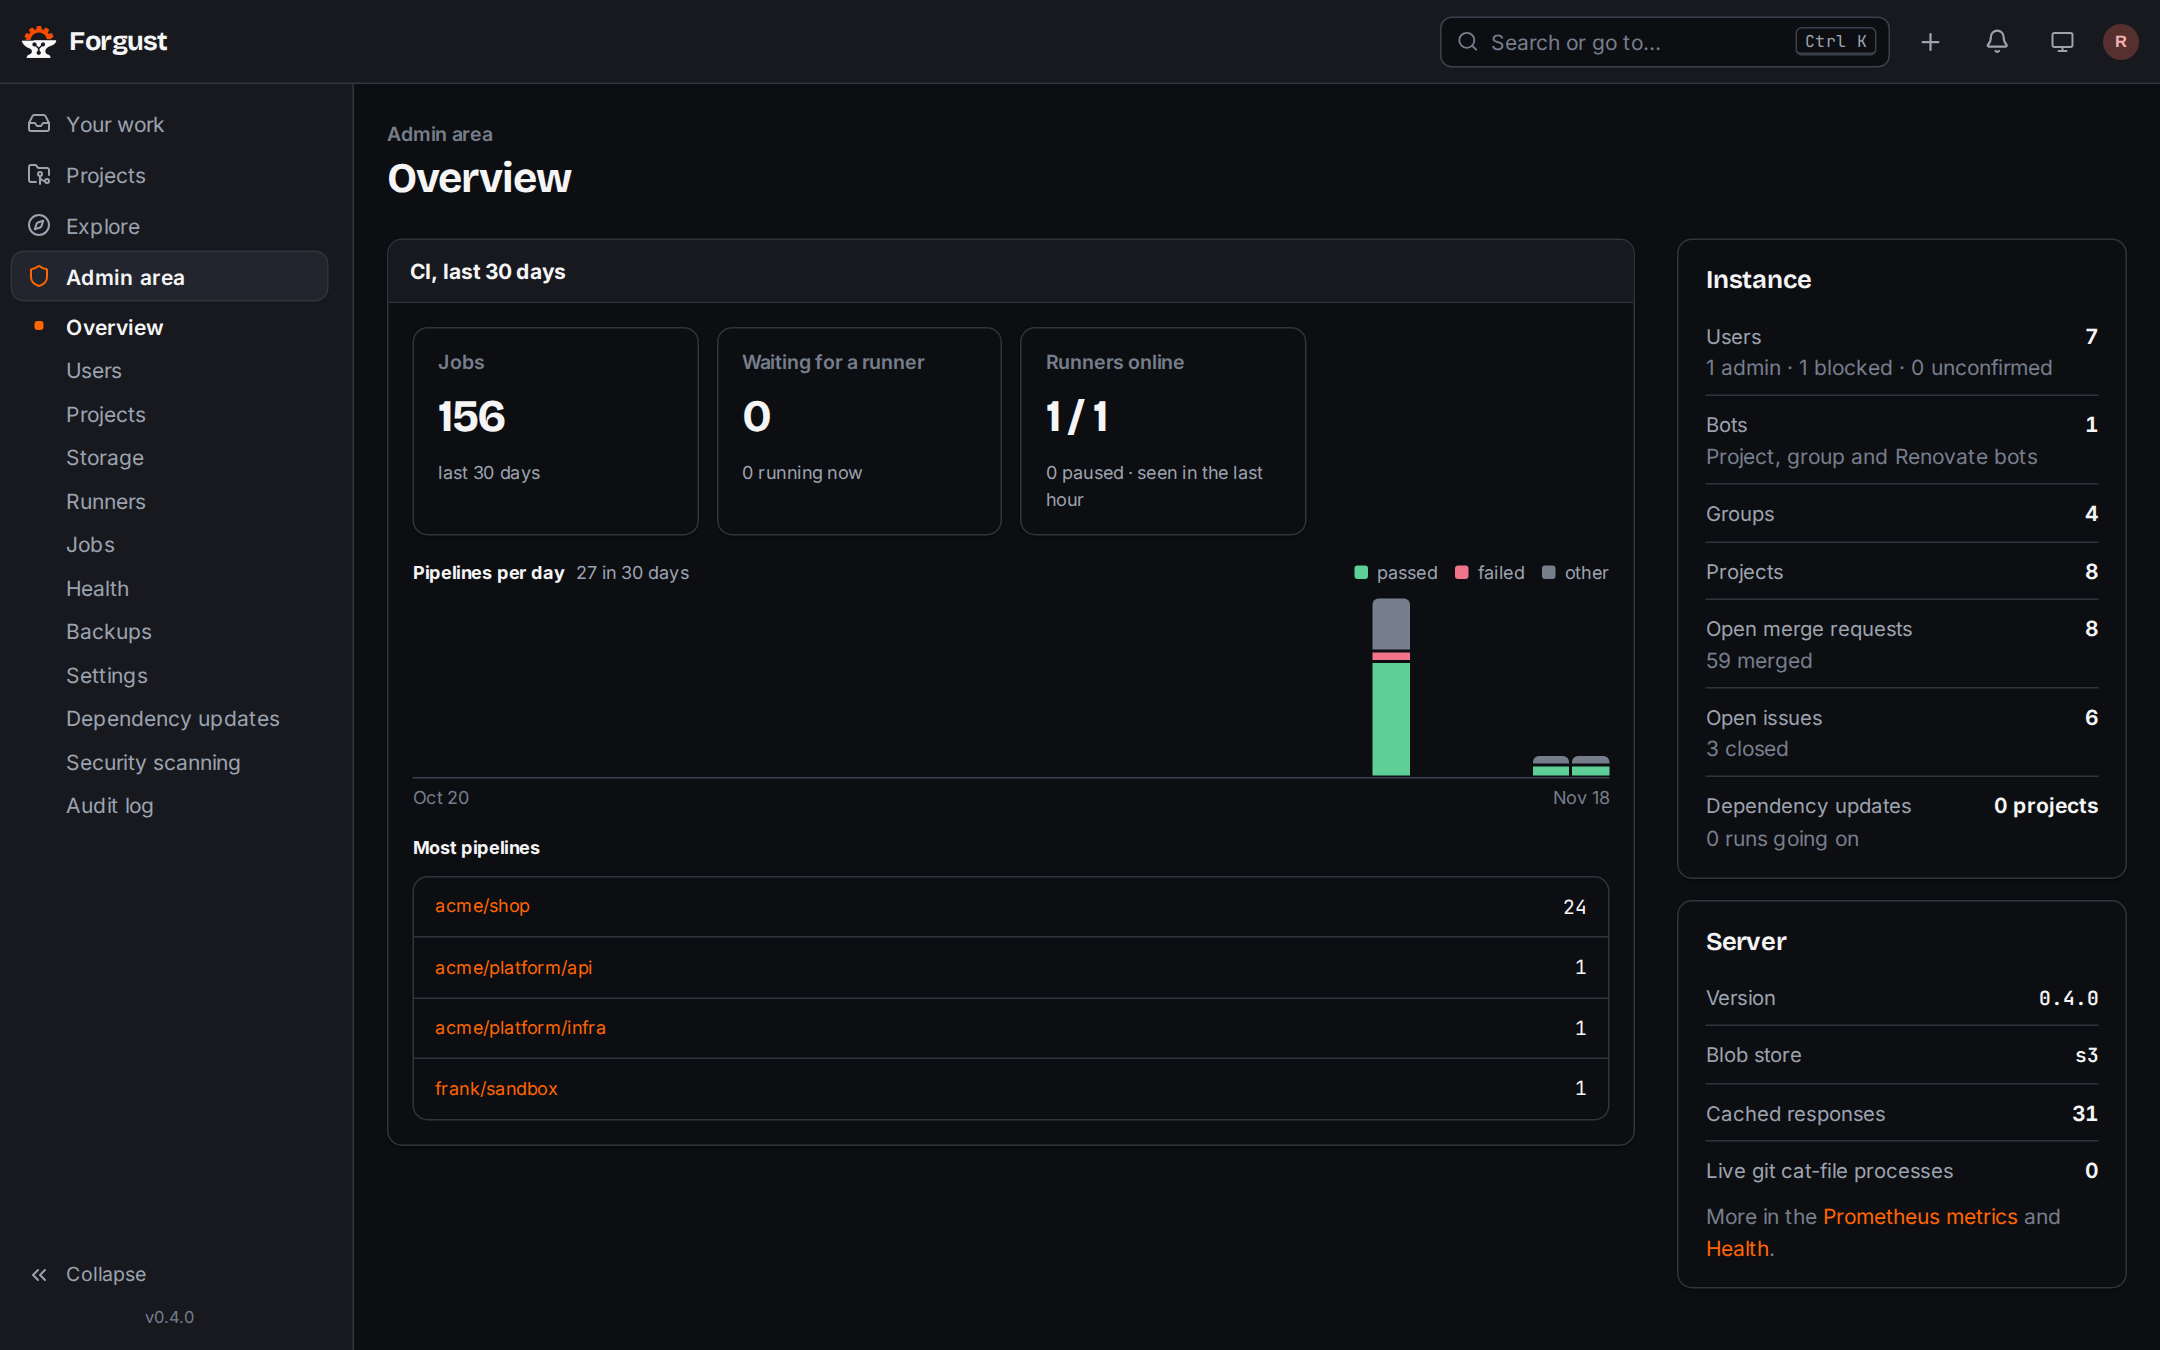 Forgust
Search or go to...
Ctrl K
R
Your work
Projects
Explore
Admin area
Overview
Users
Projects
Storage
Runners
Jobs
Health
Backups
Settings
Dependency updates
Security scanning
Audit log
Collapse
v0.4.0
Admin area
Overview
CI, last 30 days
Jobs
156
last 30 days
Waiting for a runner
0
0 running now
Runners online
1 / 1
0 paused · seen in the last
hour
Pipelines per day 27 in 30 days
passed failed other
Oct 20 Nov 18
Most pipelines
acme/shop 24
acme/platform/api 1
acme/platform/infra 1
frank/sandbox 1
Instance
Users 7
1 admin · 1 blocked · 0 unconfirmed
Bots 1
Project, group and Renovate bots
Groups 4
Projects 8
Open merge requests 8
59 merged
Open issues 6
3 closed
Dependency updates 0 projects
0 runs going on
Server
Version 0.4.0
Blob store s3
Cached responses 31
Live git cat-file processes 0
More in the Prometheus metrics and
Health.